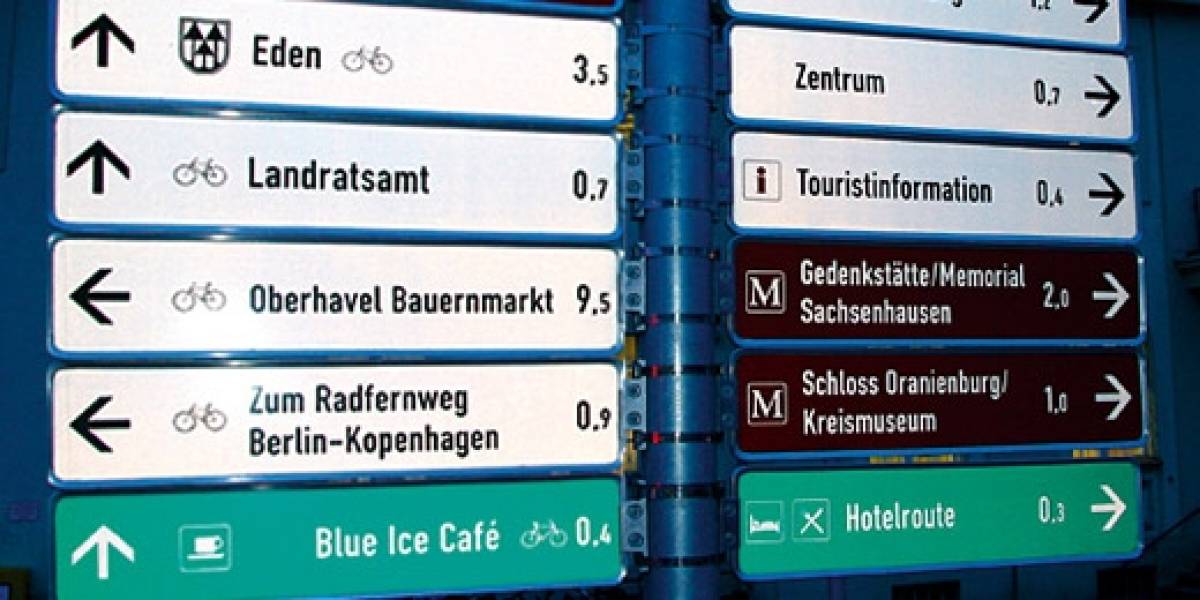 Eden 3,5
Landratsamt 0,7
Oberhavel Bauernmarkt 9,5
Zum Radfernweg
Berlin-Kopenhagen 0,9
Blue Ice Café 0,4
1,2
Zentrum 0,7
i Touristinformation 0,4
M Gedenkstätte/Memorial
Sachsenhausen 2,0
M Schloss Oranienburg/
Kreismuseum 1,0
Hotelroute 0,3